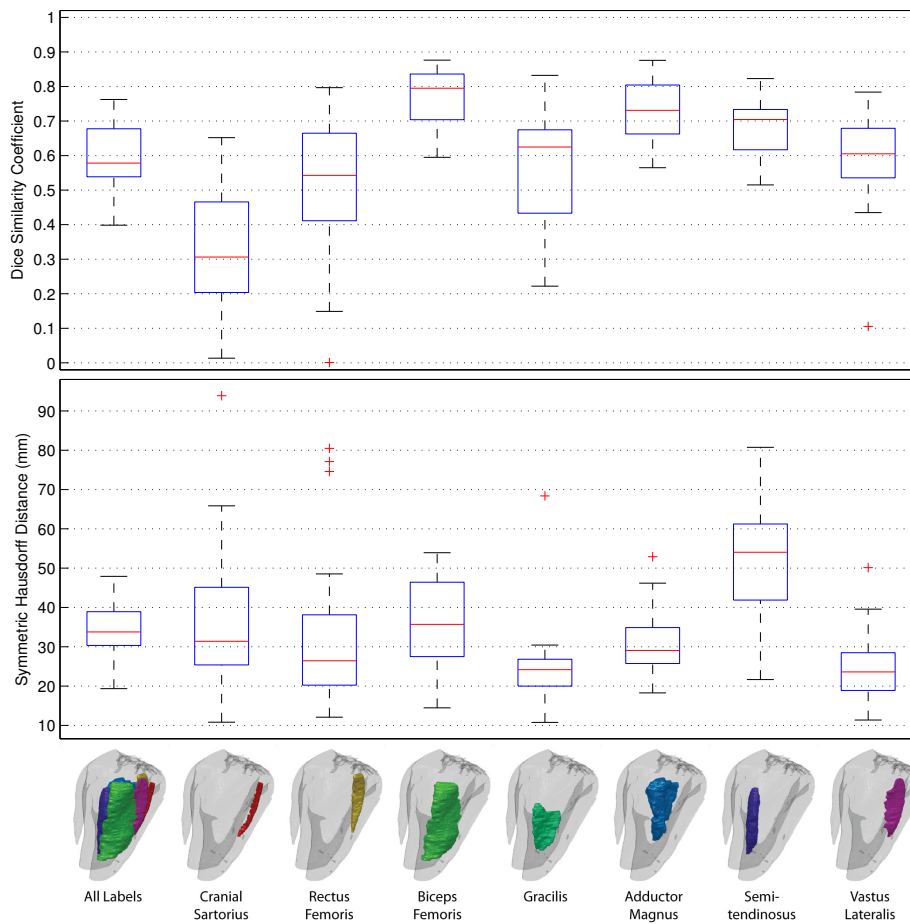 1
0.9
0.8
0.7
0.6
0.5
0.4
0.3
0.2
0.1
0
Dice Similarity Coefficient
90
80
70
60
50
40
30
20
10
Symmetric Hausdorff Distance (mm)
All Labels
Cranial
Sartorius
Rectus
Femoris
Biceps
Femoris
Gracilis
Adductor
Magnus
Semi-
tendinosus
Vastus
Lateralis